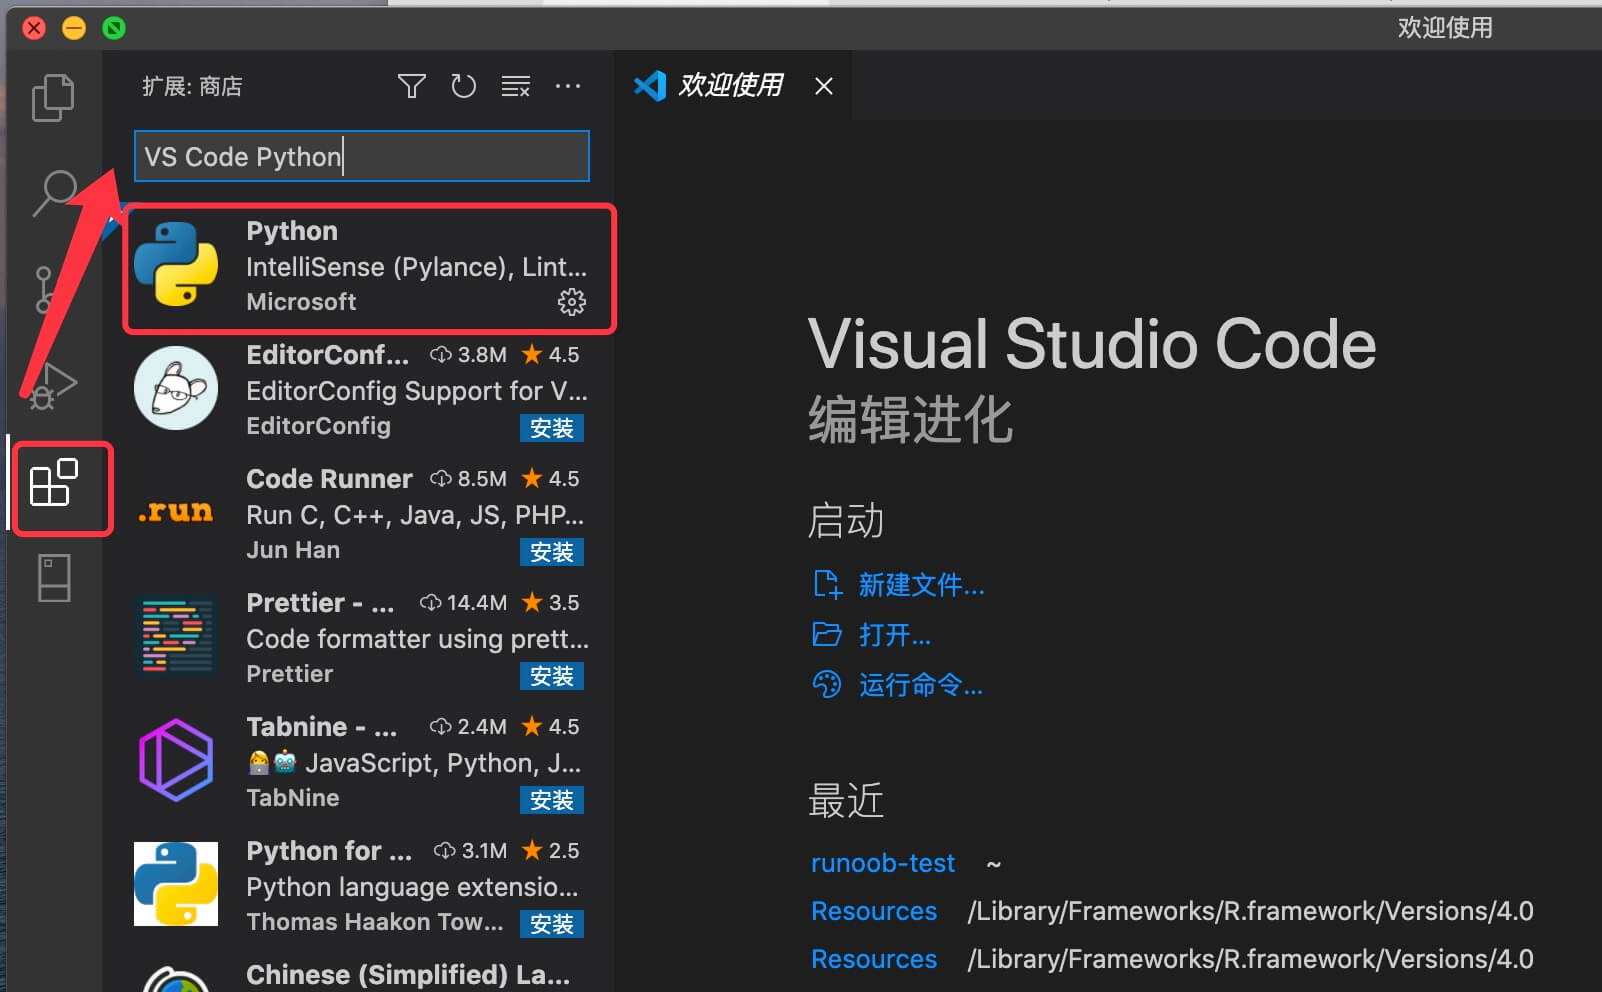 欢迎使用
扩展: 商店
VS Code Python
Python
IntelliSense (Pylance), Lint...
Microsoft
EditorConf... 3.8M 4.5
EditorConfig Support for V...
EditorConfig 安装
Code Runner 8.5M 4.5
.run
Run C, C++, Java, JS, PHP...
Jun Han 安装
Prettier - ... 14.4M 3.5
Code formatter using prett...
Prettier 安装
Tabnine - ... 2.4M 4.5
JavaScript, Python, J...
TabNine 安装
Python for ... 3.1M 2.5
Python language extensio...
Thomas Haakon Tow... 安装
Chinese (Simplified) La...
欢迎使用
Visual Studio Code
编辑进化
启动
新建文件...
打开...
运行命令...
最近
runoob-test ~
Resources /Library/Frameworks/R.framework/Versions/4.0
Resources /Library/Frameworks/R.framework/Versions/4.0